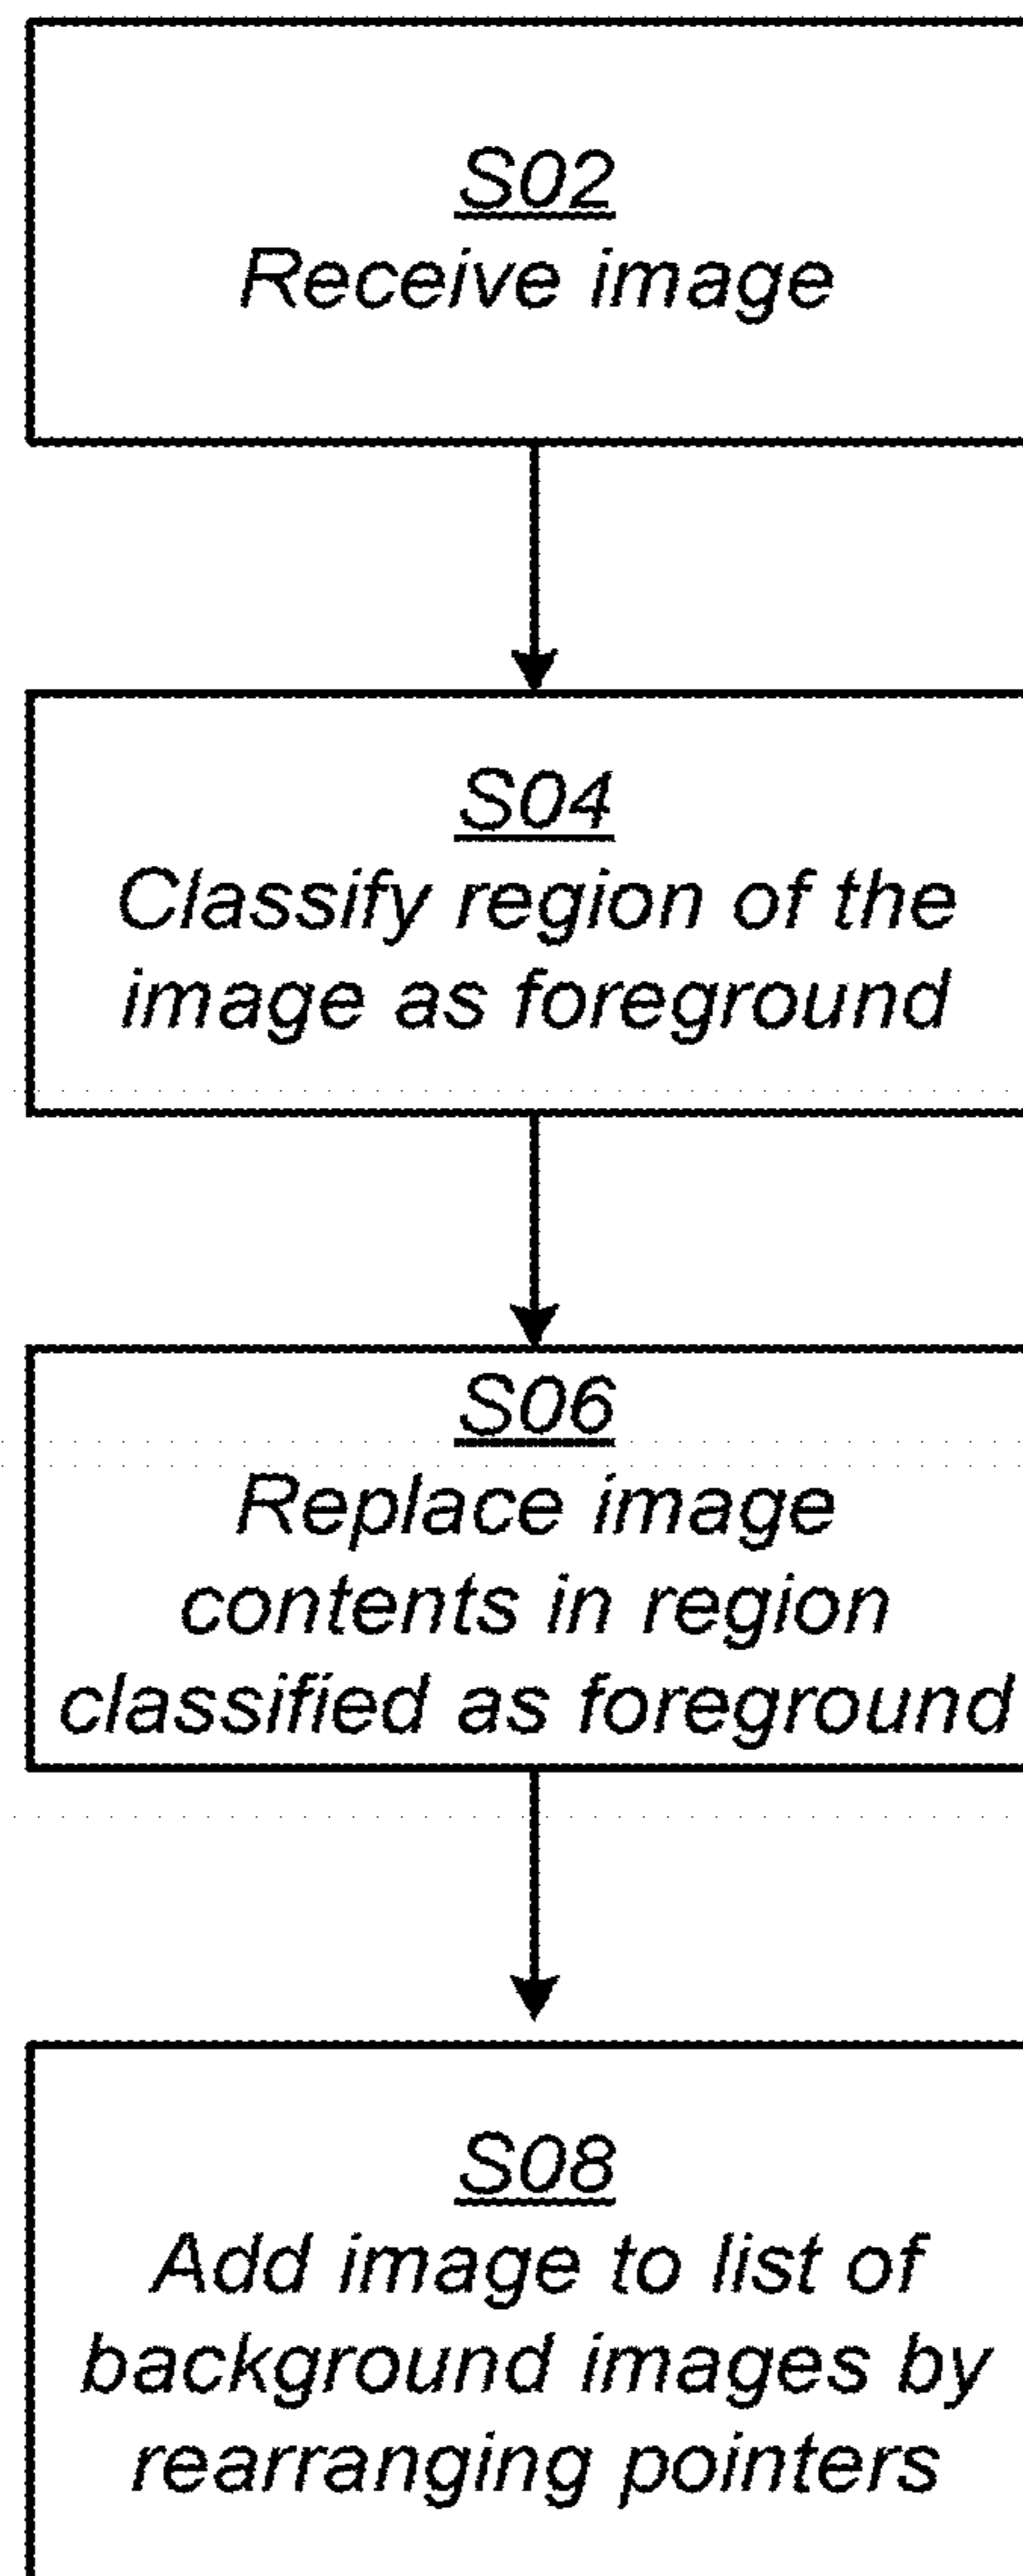 S02
Receive image
S04
Classify region of the
image as foreground
S06
Replace image
contents in region
classified as foreground
S08
Add image to list of
background images by
rearranging pointers